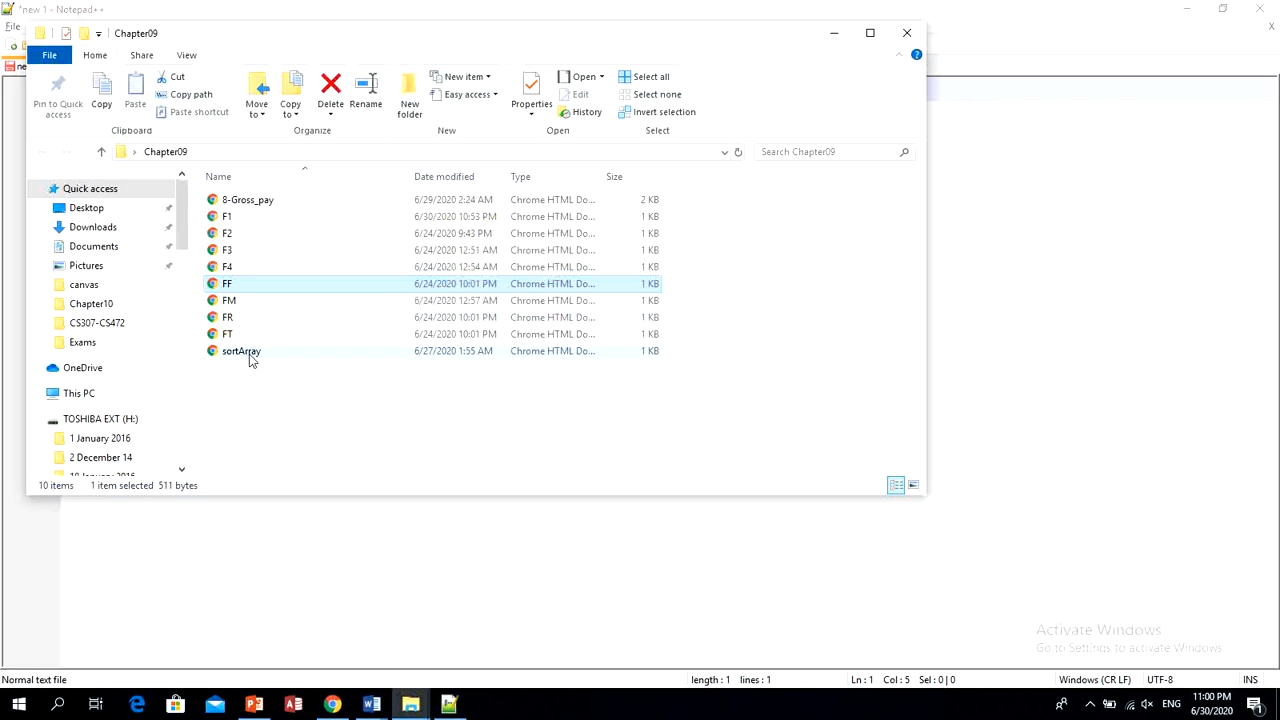 *new 1 - Notepad++
File
Chapter09
File Home Share View
Pin to Quick access
Copy
Paste
Cut
Copy path
Paste shortcut
Clipboard
Move to
Copy to
Delete
Rename
Organize
New folder
New item
Easy access
New
Properties
Open
Edit
History
Open
Select all
Select none
Invert selection
Select
Chapter09
Search Chapter09
Name Date modified Type Size
8-Gross_pay 6/29/2020 2:24 AM Chrome HTML Do... 2 KB
F1 6/30/2020 10:53 PM Chrome HTML Do... 1 KB
F2 6/24/2020 9:43 PM Chrome HTML Do... 1 KB
F3 6/24/2020 12:51 AM Chrome HTML Do... 1 KB
F4 6/24/2020 12:54 AM Chrome HTML Do... 1 KB
FF 6/24/2020 10:01 PM Chrome HTML Do... 1 KB
FM 6/24/2020 12:57 AM Chrome HTML Do... 1 KB
FR 6/24/2020 10:01 PM Chrome HTML Do... 1 KB
FT 6/24/2020 10:01 PM Chrome HTML Do... 1 KB
sortArray 6/27/2020 1:55 AM Chrome HTML Do... 1 KB
Quick access
Desktop
Downloads
Documents
Pictures
canvas
Chapter10
CS307-CS472
Exams
OneDrive
This PC
TOSHIBA EXT (H:)
1 January 2016
2 December 14
18 January 2016
10 items 1 item selected 511 bytes
Activate Windows
Go to Settings to activate Windows.
Normal text file length : 1 lines : 1 Ln : 1 Col : 5 Sel : 0 | 0 Windows (CR LF) UTF-8 INS
ENG
11:00 PM
6/30/2020